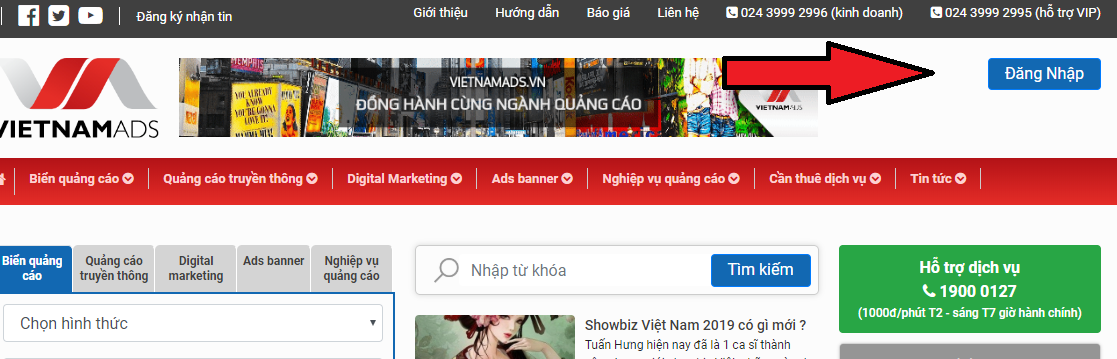 Đăng ký nhận tin
Giới thiệu
Hướng dẫn
Báo giá
Liên hệ
024 3999 2996 (kinh doanh)
024 3999 2995 (hỗ trợ VIP)
VIETNAMADS
VIETNAMADS.VN
ĐỒNG HÀNH CÙNG NGÀNH QUẢNG CÁO
VIETNAMADS
Đăng Nhập
Biển quảng cáo
Quảng cáo truyền thông
Digital Marketing
Ads banner
Nghiệp vụ quảng cáo
Cần thuê dịch vụ
Tin tức
Biển quảng
cáo
Quảng cáo
truyền thông
Digital
marketing
Ads banner
Nghiệp vụ
quảng cáo
Chọn hình thức
Nhập từ khóa
Tìm kiếm
Hỗ trợ dịch vụ
1900 0127
(1000đ/phút T2 - sáng T7 giờ hành chính)
Showbiz Việt Nam 2019 có gì mới ?
Tuấn Hưng hiện nay đã là 1 ca sĩ thành